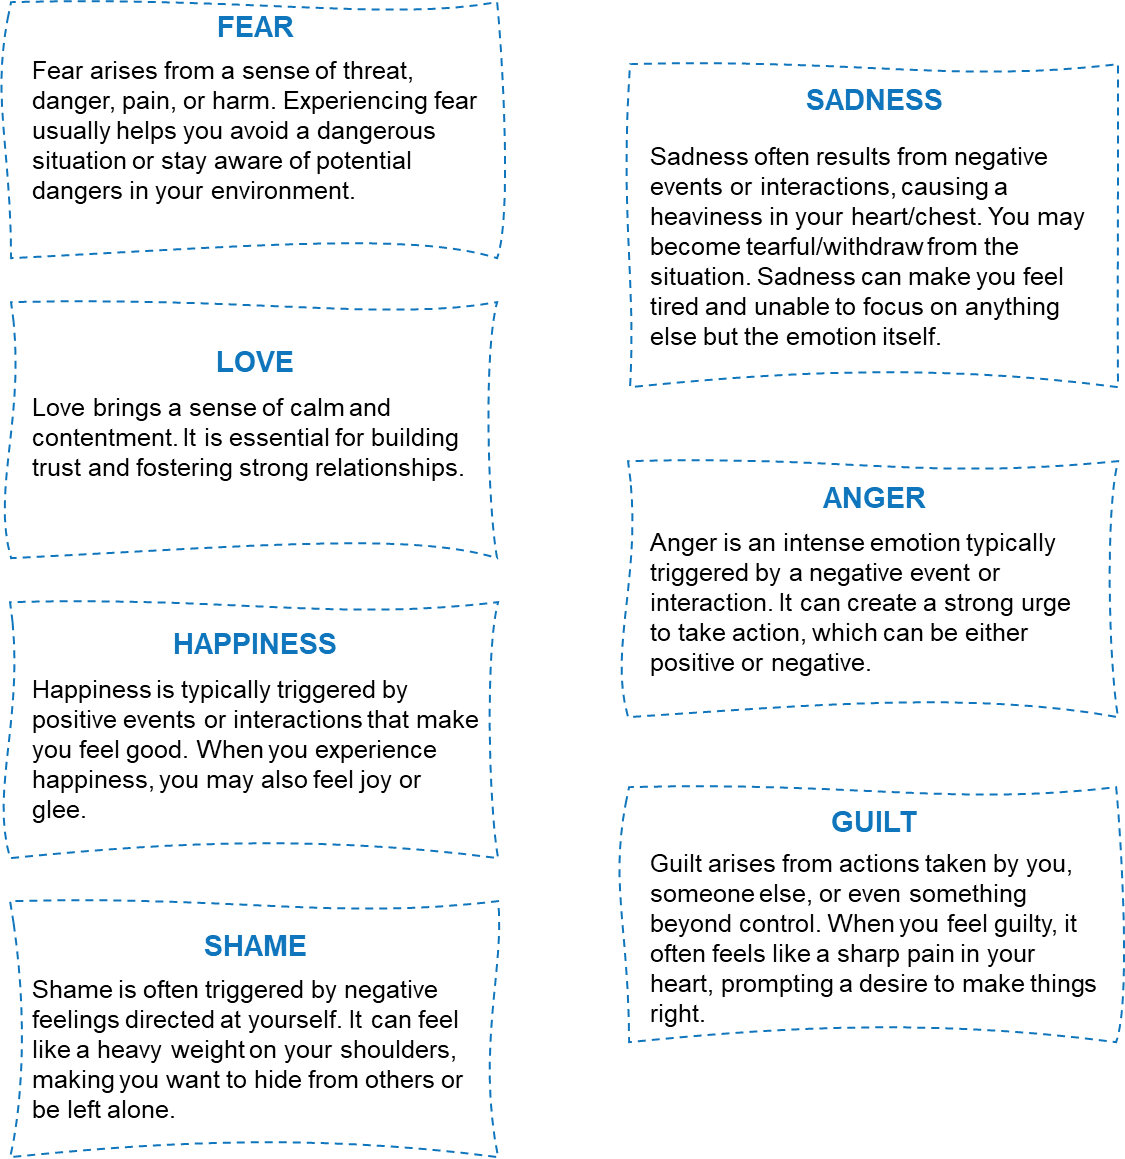 FEAR
Fear arises from a sense of threat,
danger, pain, or harm. Experiencing fear
usually helps you avoid a dangerous
situation or stay aware of potential
dangers in your environment.
LOVE
Love brings a sense of calm and
contentment. It is essential for building
trust and fostering strong relationships.
HAPPINESS
Happiness is typically triggered by
positive events or interactions that make
you feel good. When you experience
happiness, you may also feel joy or
glee.
SHAME
Shame is often triggered by negative
feelings directed at yourself. It can feel
like a heavy weight on your shoulders,
making you want to hide from others or
be left alone.
SADNESS
Sadness often results from negative
events or interactions, causing a
heaviness in your heart/chest. You may
become tearful/withdraw from the
situation. Sadness can make you feel
tired and unable to focus on anything
else but the emotion itself.
ANGER
Anger is an intense emotion typically
triggered by a negative event or
interaction. It can create a strong urge
to take action, which can be either
positive or negative.
GUILT
Guilt arises from actions taken by you,
someone else, or even something
beyond control. When you feel guilty, it
often feels like a sharp pain in your
heart, prompting a desire to make things
right.